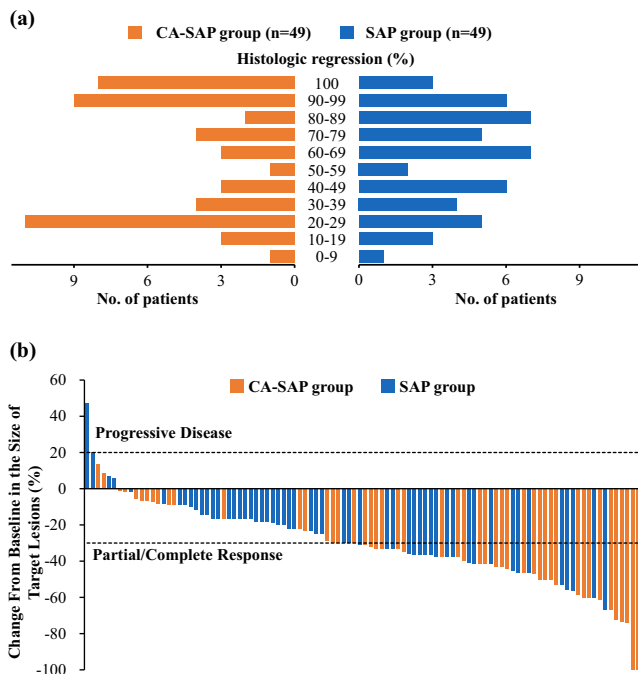 (a)
CA-SAP group (n=49) SAP group (n=49)
Histologic regression (%)
100
90-99
80-89
70-79
60-69
50-59
40-49
30-39
20-29
10-19
0-9
9 6 3 0 0 3 6 9
No. of patients No. of patients
(b)
CA-SAP group SAP group
Change From Baseline in the Size of
Target Lesions (%)
60
40
20
0
-20
-40
-60
-80
-100
Progressive Disease
Partial/Complete Response